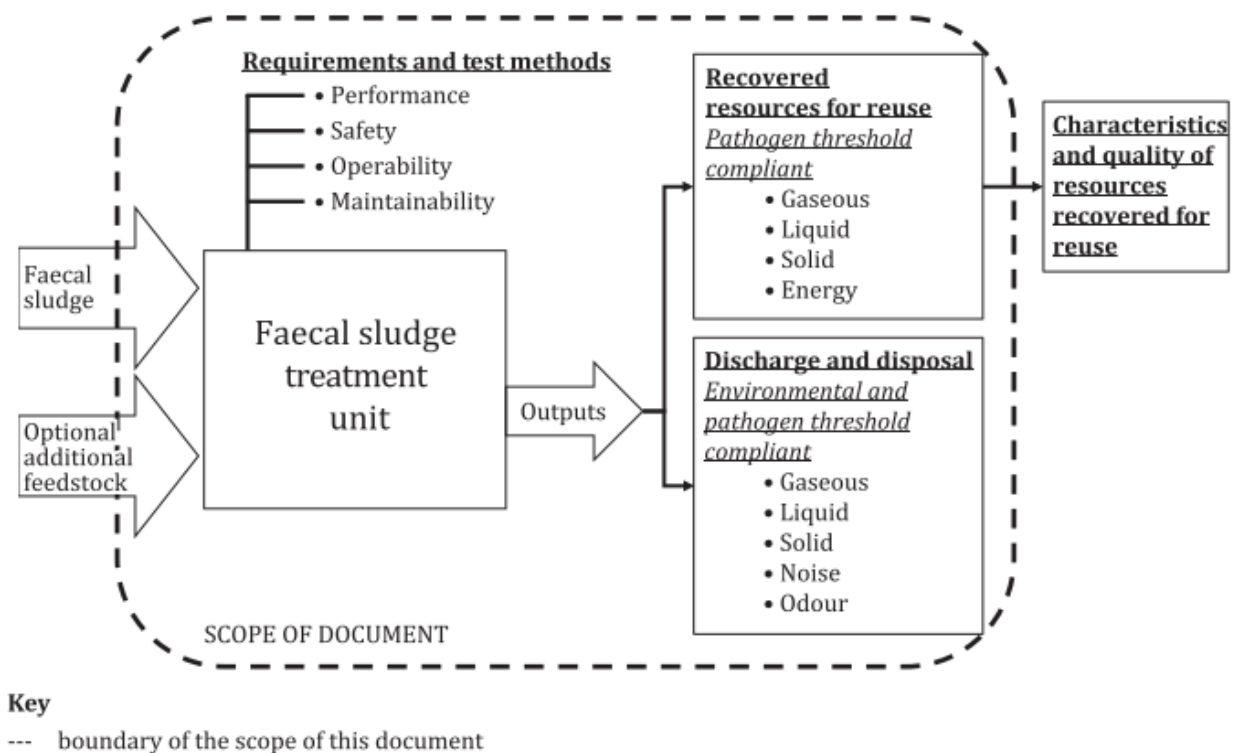 Requirements and test methods
• Performance
• Safety
• Operability
• Maintainability
Faecal
sludge
Optional
additional
feedstock
Faecal sludge
treatment
unit
Outputs
Recovered
resources for reuse
Pathogen threshold
compliant
• Gaseous
• Liquid
• Solid
• Energy
Discharge and disposal
Environmental and
pathogen threshold
compliant
• Gaseous
• Liquid
• Solid
• Noise
• Odour
Characteristics
and quality of
resources
recovered for
reuse
SCOPE OF DOCUMENT
Key
--- boundary of the scope of this document